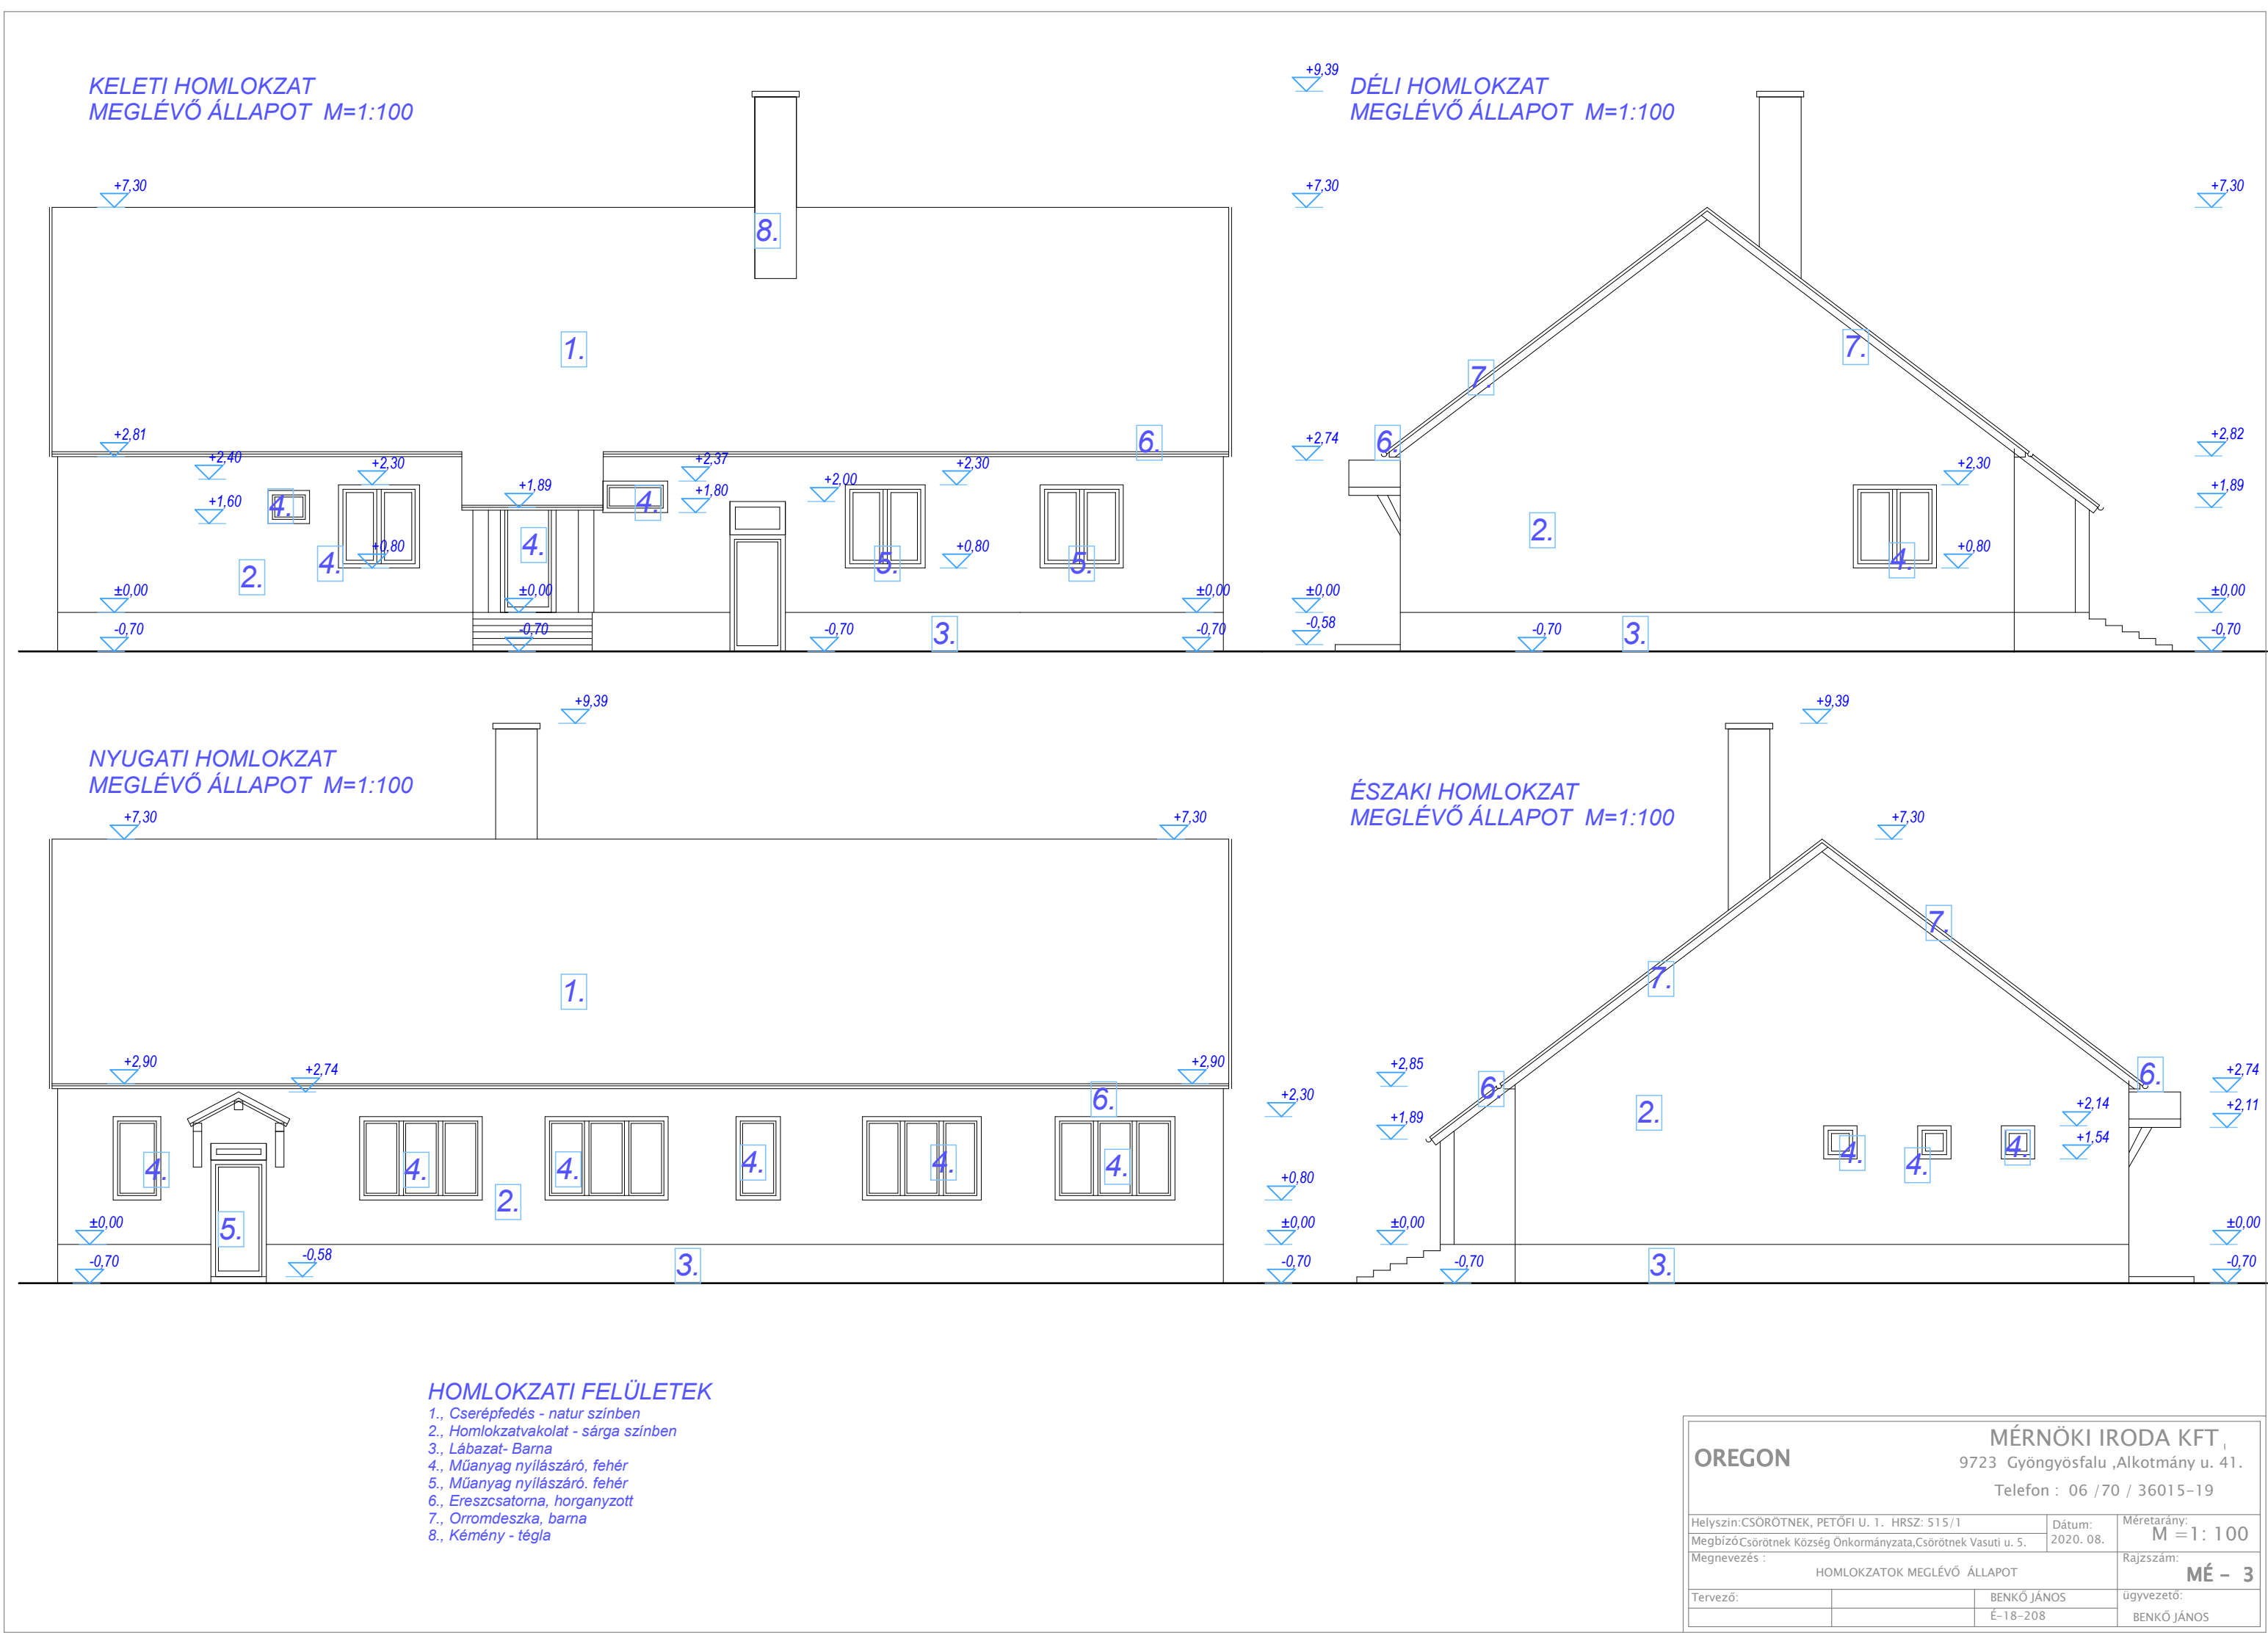 KELETI HOMLOKZAT
MEGLÉVŐ ÁLLAPOT M=1:100
+7,30
8.
1.
+2,81
6.
+2,40
+2,30
+2,37
+2,30
+1,60
4.
+1,89
4.
+1,80
+2,00
4.
+0,80
4.
5.
+0,80
5.
2.
±0,00
±0,00
±0,00
-0,70
-0,70
-0,70
3.
-0,70
DÉLI HOMLOKZAT
MEGLÉVŐ ÁLLAPOT M=1:100
+9,39
+7,30
+7,30
7.
7.
+2,74
6.
+2,82
+2,30
+1,89
2.
4.
+0,80
±0,00
±0,00
-0,58
-0,70
3.
-0,70
NYUGATI HOMLOKZAT
MEGLÉVŐ ÁLLAPOT M=1:100
+9,39
+7,30
+7,30
1.
+2,90
+2,74
+2,90
6.
+2,30
4.
4.
4.
4.
4.
4.
+0,80
2.
5.
±0,00
±0,00
-0,70
-0,58
3.
-0,70
ÉSZAKI HOMLOKZAT
MEGLÉVŐ ÁLLAPOT M=1:100
+9,39
+7,30
7.
7.
+2,85
6.
6.
+2,74
2.
+1,89
+2,14
+2,11
4.
4.
4.
+1,54
±0,00
±0,00
-0,70
3.
-0,70
HOMLOKZATI FELÜLETEK
1., Cserépfedés - natur színben
2., Homlokzatvakolat - sárga színben
3., Lábazat- Barna
4., Műanyag nyílászáró, fehér
5., Műanyag nyílászáró. fehér
6., Ereszcsatorna, horganyzott
7., Orromdeszka, barna
8., Kémény - tégla
OREGON
MÉRNÖKI IRODA KFT
9723 Gyöngyösfalu ,Alkotmány u. 41.
Telefon : 06 /70 / 36015-19
Helyszin:CSÖRÖTNEK, PETŐFI U. 1. HRSZ: 515/1
Megbízó:Csörötnek Község Önkormányzata,Csörötnek Vasuti u. 5.
Dátum:
2020. 08.
Méretarány:
M =1: 100
Megnevezés :
HOMLOKZATOK MEGLÉVŐ ÁLLAPOT
Rajzszám:
MÉ - 3
Tervező:
BENKŐ JÁNOS
É-18-208
ügyvezető:
BENKŐ JÁNOS